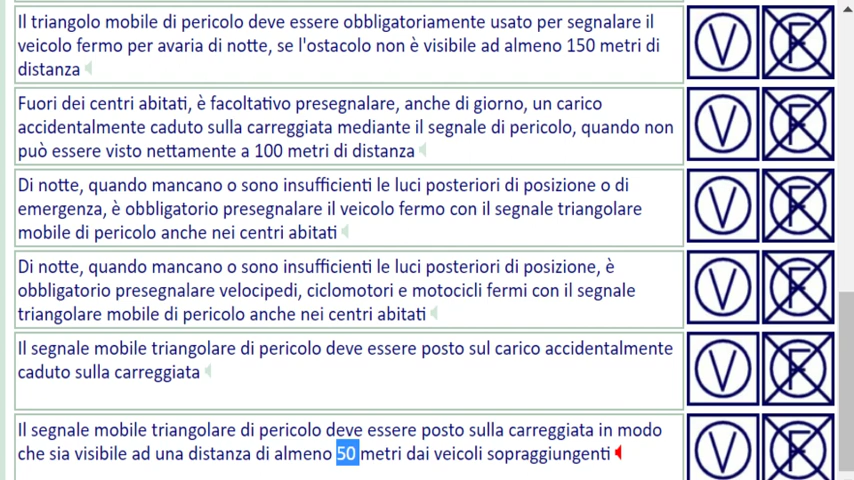 Il triangolo mobile di pericolo deve essere obbligatoriamente usato per segnalare il
veicolo fermo per avaria di notte, se l'ostacolo non è visibile ad almeno 150 metri di
distanza
V F
Fuori dei centri abitati, è facoltativo presegnalare, anche di giorno, un carico
accidentalmente caduto sulla carreggiata mediante il segnale di pericolo, quando non
può essere visto nettamente a 100 metri di distanza
V F
Di notte, quando mancano o sono insufficienti le luci posteriori di posizione o di
emergenza, è obbligatorio presegnalare il veicolo fermo con il segnale triangolare
mobile di pericolo anche nei centri abitati
V F
Di notte, quando mancano o sono insufficienti le luci posteriori di posizione, è
obbligatorio presegnalare velocipedi, ciclomotori e motocicli fermi con il segnale
triangolare mobile di pericolo anche nei centri abitati
V F
Il segnale mobile triangolare di pericolo deve essere posto sul carico accidentalmente
caduto sulla carreggiata
V F
Il segnale mobile triangolare di pericolo deve essere posto sulla carreggiata in modo
che sia visibile ad una distanza di almeno 50 metri dai veicoli sopraggiungenti
V F